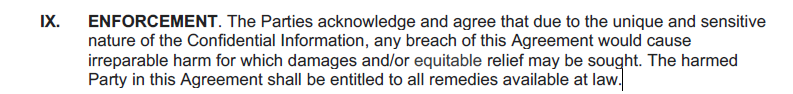 IX. ENFORCEMENT. The Parties acknowledge and agree that due to the unique and sensitive
nature of the Confidential Information, any breach of this Agreement would cause
irreparable harm for which damages and/or equitable relief may be sought. The harmed
Party in this Agreement shall be entitled to all remedies available at law.